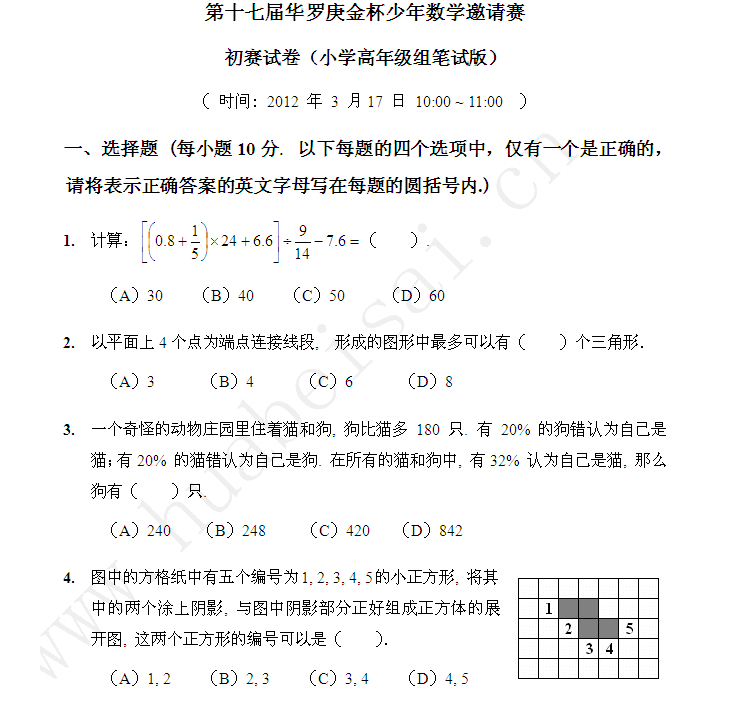 第十七届华罗庚金杯少年数学邀请赛
初赛试卷（小学高年级组笔试版）
（ 时间: 2012 年 3 月 17 日 10:00 ~ 11:00 ）
一、选择题 (每小题 10 分. 以下每题的四个选项中，仅有一个是正确的，
请将表示正确答案的英文字母写在每题的圆括号内.)
1. 计算: [(0.8 + 1/5) × 24 + 6.6] ÷ 9/14 − 7.6 = （ ）.
（A）30 （B）40 （C）50 （D）60
2. 以平面上 4 个点为端点连接线段, 形成的图形中最多可以有（ ）个三角形.
（A）3 （B）4 （C）6 （D）8
3. 一个奇怪的动物庄园里住着猫和狗, 狗比猫多 180 只. 有 20% 的狗错认为自己是
猫; 有 20% 的猫错认为自己是狗. 在所有的猫和狗中, 有 32% 认为自己是猫, 那么
狗有（ ）只.
（A）240 （B）248 （C）420 （D）842
4. 图中的方格纸中有五个编号为 1, 2, 3, 4, 5 的小正方形, 将其
中的两个涂上阴影, 与图中阴影部分正好组成正方体的展
开图, 这两个正方形的编号可以是（ ）.
（A）1, 2 （B）2, 3 （C）3, 4 （D）4, 5
1
2 5
3 4
www.huabeisai.cn